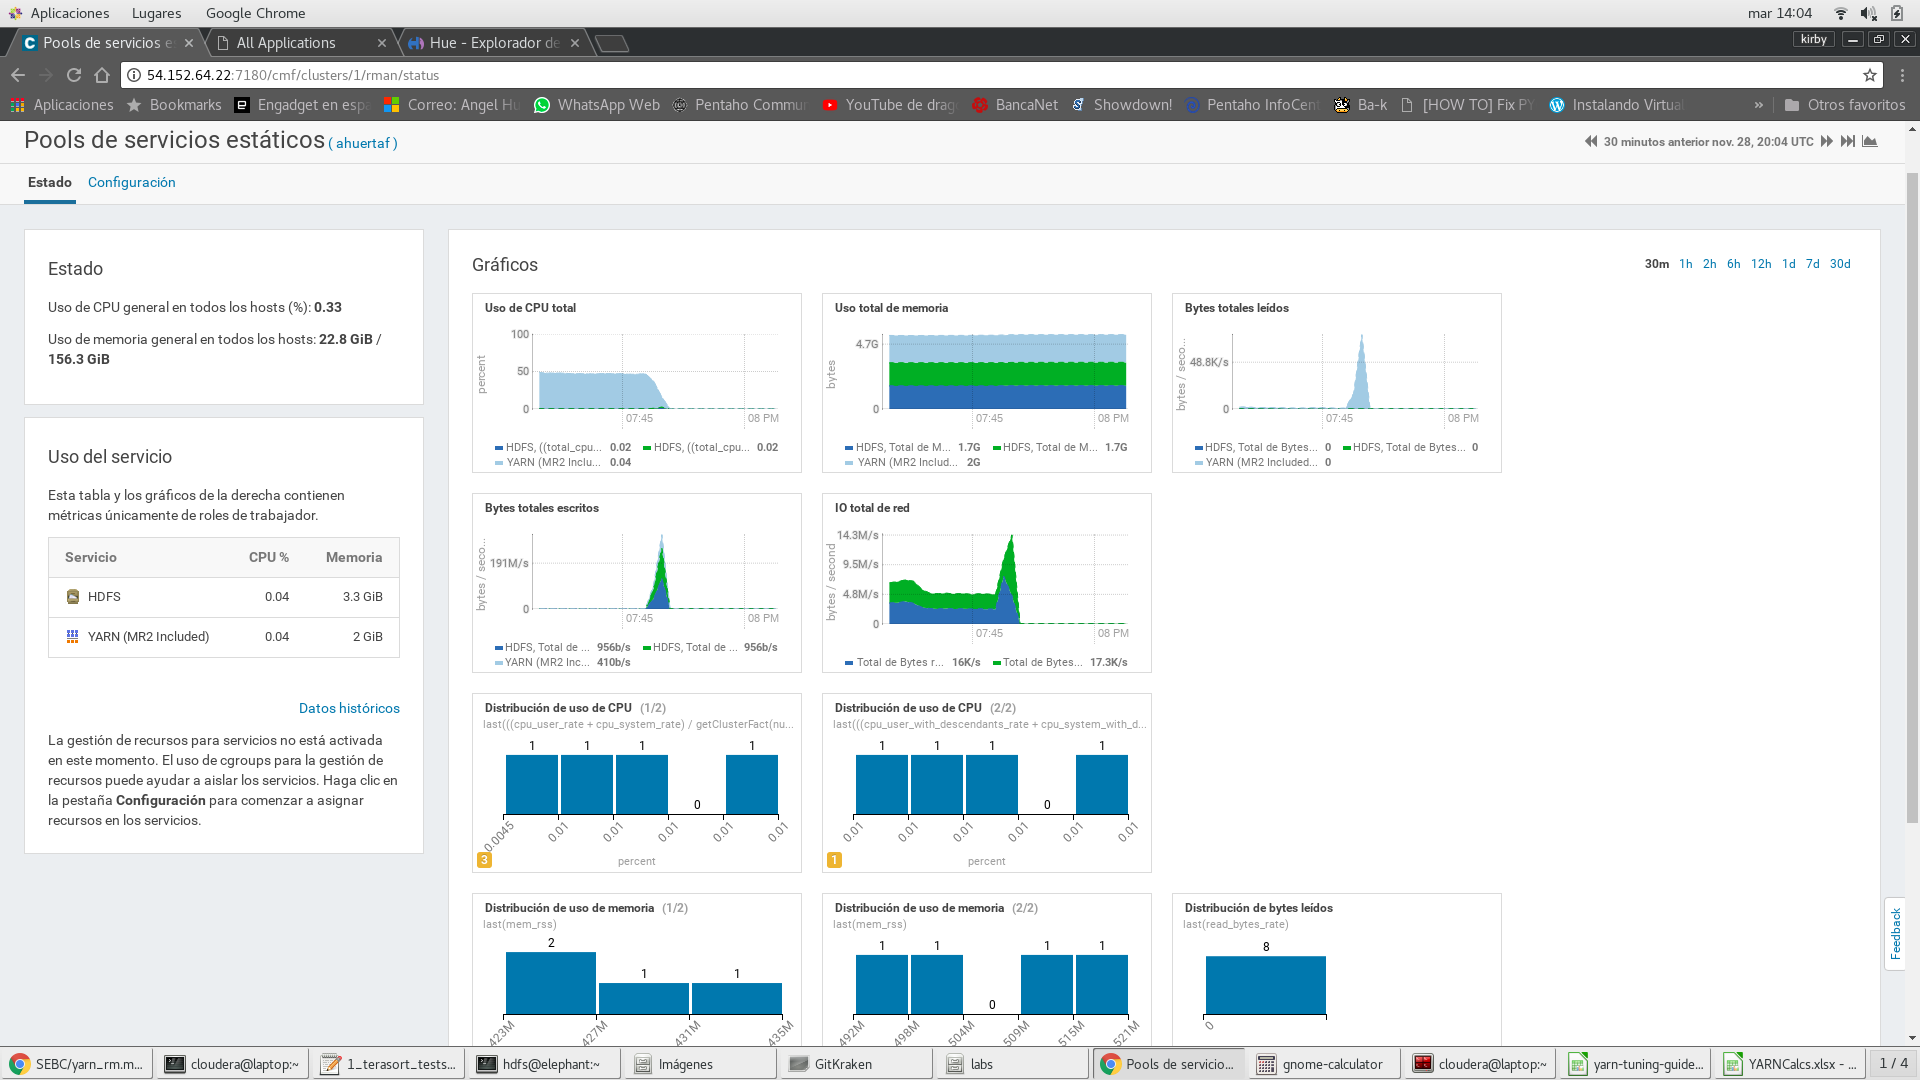 Aplicaciones Lugares Google Chrome mar 14:04
Pools de servicios e All Applications Hue - Explorador de kirby
54.152.64.22:7180/cmf/clusters/1/rman/status
Aplicaciones Bookmarks Engadget en espa Correo: Angel Hu WhatsApp Web Pentaho Commun YouTube de drag BancaNet Showdown! Pentaho InfoCent Ba-k [HOW TO] Fix PY Instalando Virtual » Otros favoritos
Pools de servicios estáticos ( ahuertaf ) 30 minutos anterior nov. 28, 20:04 UTC
Estado Configuración
Estado
Uso de CPU general en todos los hosts (%): 0.33
Uso de memoria general en todos los hosts: 22.8 GiB /
156.3 GiB
Uso del servicio
Esta tabla y los gráficos de la derecha contienen
métricas únicamente de roles de trabajador.
Servicio CPU % Memoria
HDFS 0.04 3.3 GiB
YARN (MR2 Included) 0.04 2 GiB
Datos históricos
La gestión de recursos para servicios no está activada
en este momento. El uso de cgroups para la gestión de
recursos puede ayudar a aislar los servicios. Haga clic en
la pestaña Configuración para comenzar a asignar
recursos en los servicios.
Gráficos 30m 1h 2h 6h 12h 1d 7d 30d
Uso de CPU total
percent
100
50
0
07:45 08 PM
HDFS, ((total_cpu... 0.02 HDFS, ((total_cpu... 0.02
YARN (MR2 Inclu... 0.04
Uso total de memoria
bytes
4.7G
0
07:45 08 PM
HDFS, Total de M... 1.7G HDFS, Total de M... 1.7G
YARN (MR2 Includ... 2G
Bytes totales leídos
bytes / seco...
48.8K/s
0
07:45 08 PM
HDFS, Total de Bytes... 0 HDFS, Total de Bytes... 0
YARN (MR2 Included... 0
Bytes totales escritos
bytes / seco...
191M/s
0
07:45 08 PM
HDFS, Total de ... 956b/s HDFS, Total de ... 956b/s
YARN (MR2 Inc... 410b/s
IO total de red
bytes / second
14.3M/s
9.5M/s
4.8M/s
0
07:45 08 PM
Total de Bytes r... 16K/s Total de Bytes... 17.3K/s
Distribución de uso de CPU (1/2)
last(((cpu_user_rate + cpu_system_rate) / getClusterFact(nu...
1 1 1 0 1
0.0045 0.01 0.01 0.01 0.01 0.01
3 percent
Distribución de uso de CPU (2/2)
last(((cpu_user_with_descendants_rate + cpu_system_with_d...
1 1 1 0 1
0.01 0.01 0.01 0.01 0.01 0.01
1 percent
Distribución de uso de memoria (1/2)
last(mem_rss)
2 1 1
423M 427M 431M 435M
Distribución de uso de memoria (2/2)
last(mem_rss)
1 1 0 1 1
492M 498M 504M 509M 515M 521M
Distribución de bytes leídos
last(read_bytes_rate)
8
0
Feedback
SEBC/yarn_rm.m... cloudera@laptop:~ 1_terasort_tests... hdfs@elephant:~ Imágenes GitKraken labs Pools de servicio... gnome-calculator cloudera@laptop:~ yarn-tuning-guide... YARNCalcs.xlsx - ... 1 / 4